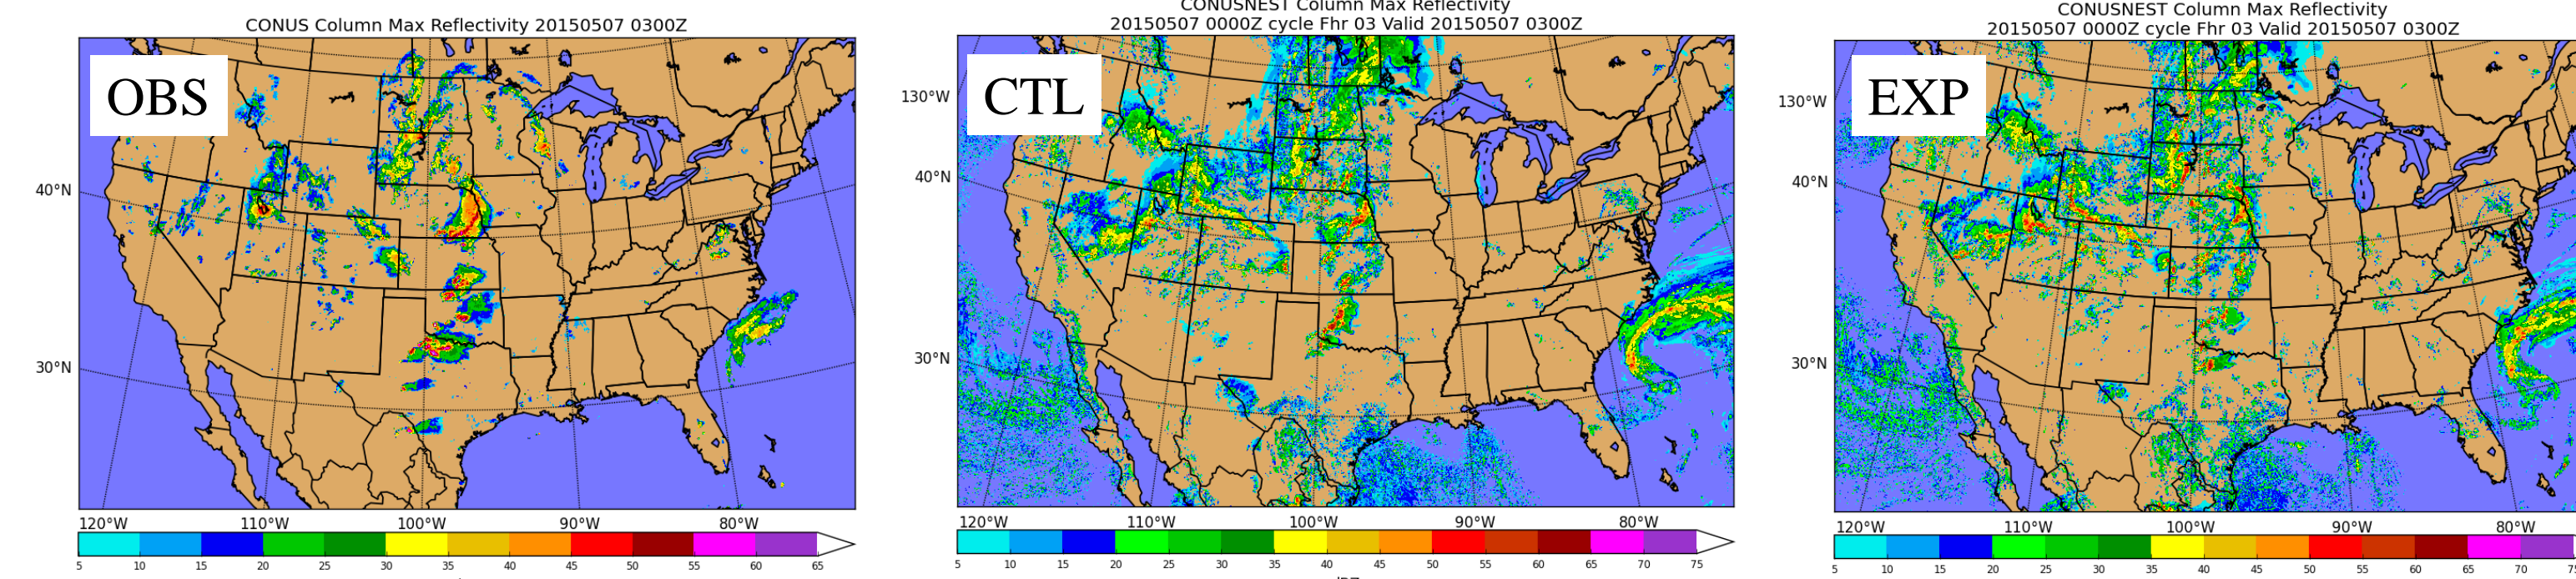 CONUS Column Max Reflectivity 20150507 0300Z
OBS
40°N
30°N
120°W 110°W 100°W 90°W 80°W
5 10 15 20 25 30 35 40 45 50 55 60 65
CONUSNEST Column Max Reflectivity
20150507 0000Z cycle Fhr 03 Valid 20150507 0300Z
CTL
130°W
40°N
30°N
120°W 110°W 100°W 90°W 80°W
5 10 15 20 25 30 35 40 45 50 55 60 65 70 75
CONUSNEST Column Max Reflectivity
20150507 0000Z cycle Fhr 03 Valid 20150507 0300Z
EXP
130°W
40°N
30°N
120°W 110°W 100°W 90°W 80°W
5 10 15 20 25 30 35 40 45 50 55 60 65 70